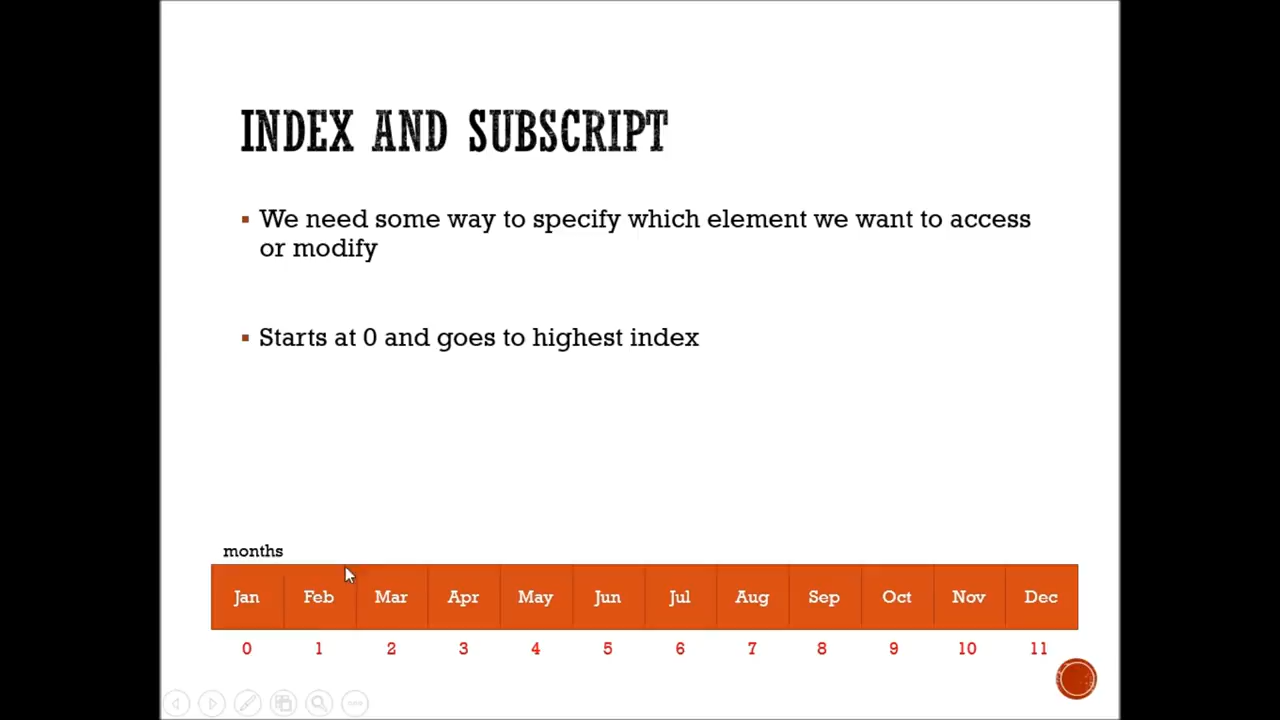 INDEX AND SUBSCRIPT
▪ We need some way to specify which element we want to access
or modify
▪ Starts at 0 and goes to highest index
months
Jan Feb Mar Apr May Jun Jul Aug Sep Oct Nov Dec
0 1 2 3 4 5 6 7 8 9 10 11